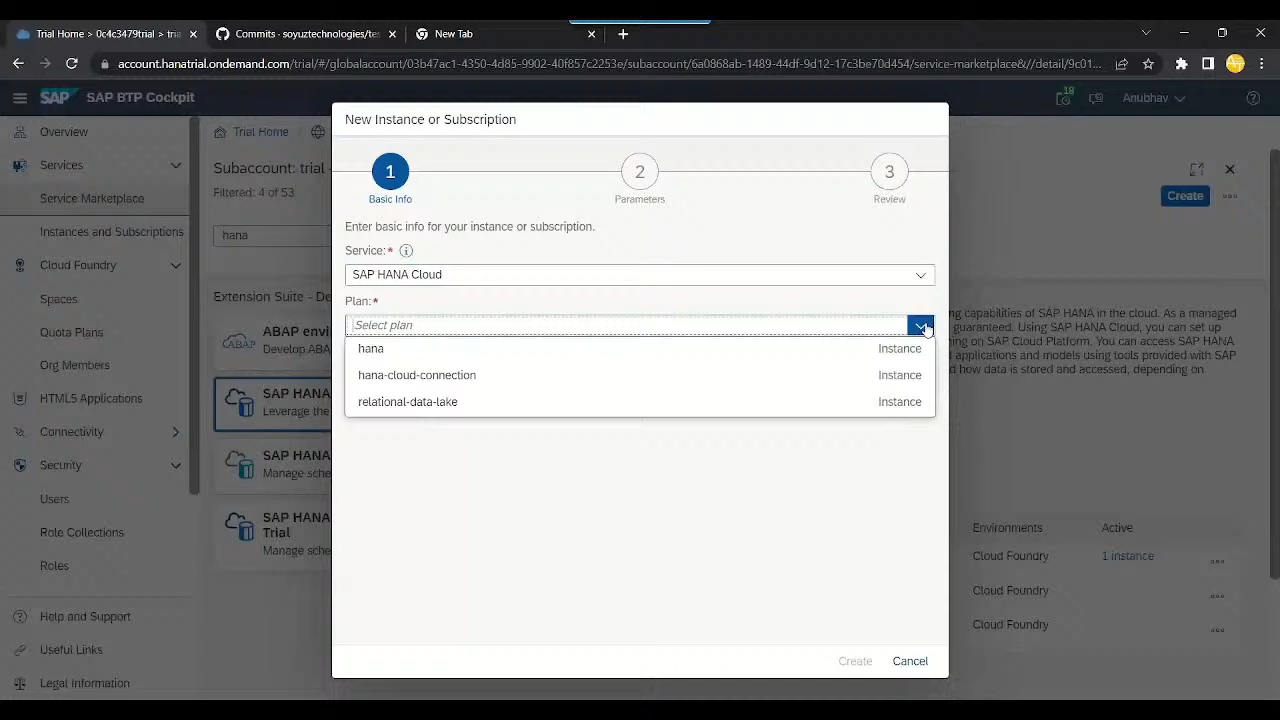 Trial Home > 0c4c3479trial > tria
Commits · soyuztechnologies/tes
New Tab
account.hanatrial.ondemand.com/trial/#/globalaccount/03b47ac1-4350-4d85-9902-40f857c2253e/subaccount/6a0868ab-1489-44df-9d12-17c3be70d454/service-marketplace&//detail/9c01...
SAP
SAP BTP Cockpit
18
Anubhav
Overview
Services
Service Marketplace
Instances and Subscriptions
Cloud Foundry
Spaces
Quota Plans
Org Members
HTML5 Applications
Connectivity
Security
Users
Role Collections
Roles
Help and Support
Useful Links
Legal Information
Trial Home
Subaccount: trial -
Filtered: 4 of 53
hana
Extension Suite - De
ABAP envi
Develop ABA
SAP HANA
Leverage the
SAP HANA
Manage sche
SAP HANA
Trial
Manage sche
New Instance or Subscription
1
2
3
Basic Info
Parameters
Review
Enter basic info for your instance or subscription.
Service:*
SAP HANA Cloud
Plan:*
Select plan
hana Instance
hana-cloud-connection Instance
relational-data-lake Instance
Create
Cancel
Create
ng capabilities of SAP HANA in the cloud. As a managed
guaranteed. Using SAP HANA Cloud, you can set up
ning on SAP Cloud Platform. You can access SAP HANA
d applications and models using tools provided with SAP
d how data is stored and accessed, depending on
Environments Active
Cloud Foundry 1 instance
Cloud Foundry
Cloud Foundry